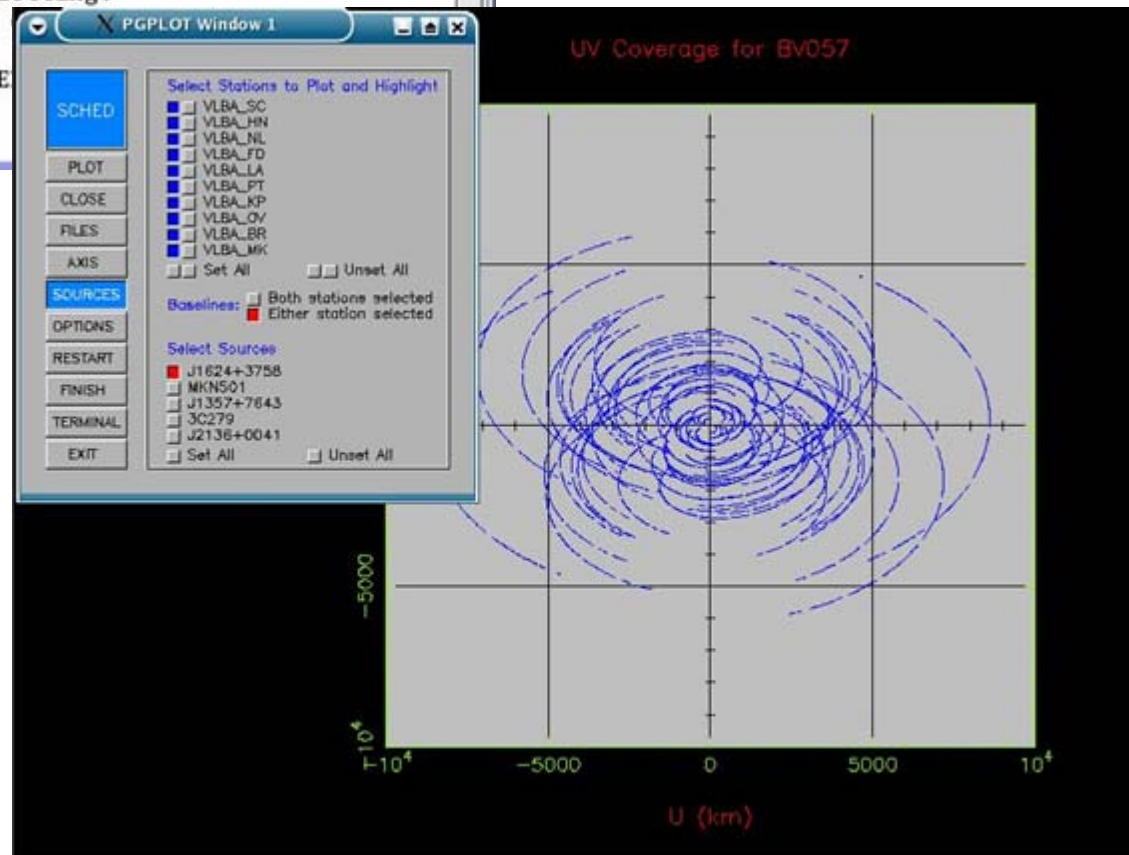 PGPLOT Window 1
SCHED
PLOT
CLOSE
FILES
AXIS
SOURCES
OPTIONS
RESTART
FINISH
TERMINAL
EXIT
Select Stations to Plot and Highlight
VLBA_SC
VLBA_HN
VLBA_NL
VLBA_FD
VLBA_LA
VLBA_PT
VLBA_KP
VLBA_OV
VLBA_BR
VLBA_MK
Set All Unset All
Baselines: Both stations selected
Either station selected
Select Sources
J1624+3758
MKN501
J1357+7643
3C279
J2136+0041
Set All Unset All
UV Coverage for BV057
-5000
-10⁴
-10⁴ -5000 0 5000 10⁴
U (km)